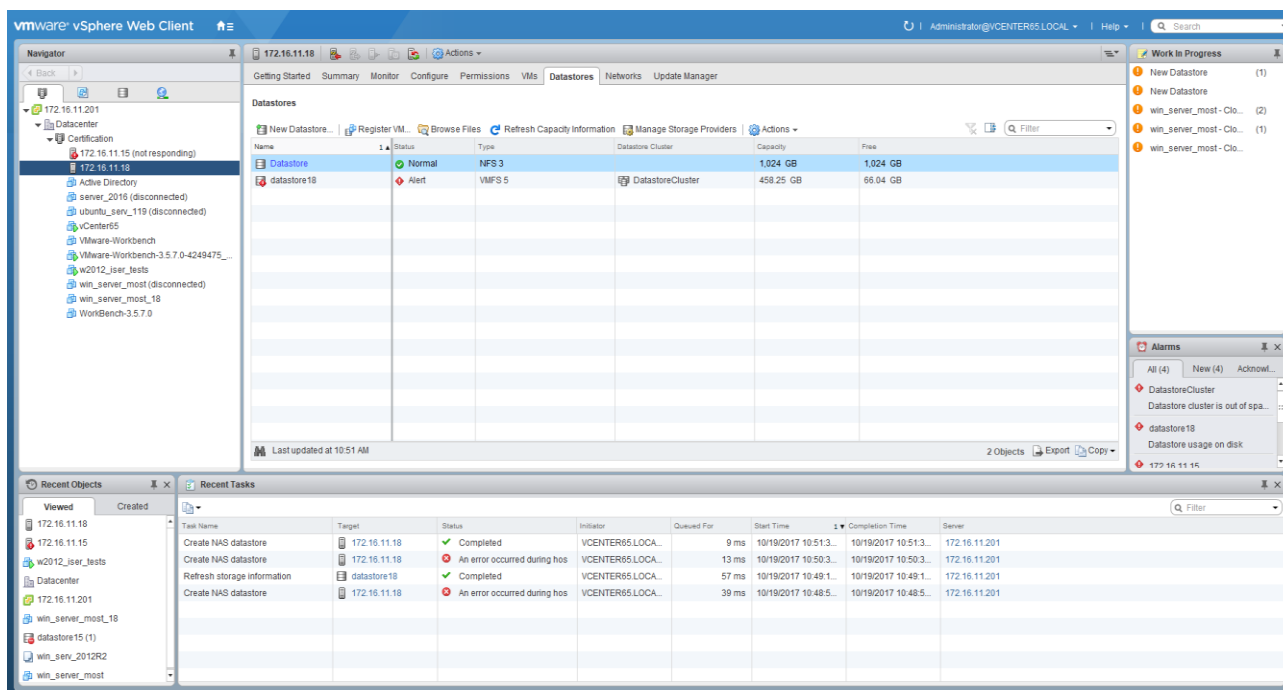 vmware vSphere Web Client
Administrator@VCENTER65.LOCAL | Help | Search
Navigator
Back
172.16.11.201
Datacenter
Certification
172.16.11.15 (not responding)
172.16.11.18
Active Directory
server_2016 (disconnected)
ubuntu_serv_119 (disconnected)
vCenter65
VMware-Workbench
VMware-Workbench-3.5.7.0-4249475_...
w2012_iser_tests
win_server_most (disconnected)
win_server_most_18
WorkBench-3.5.7.0
172.16.11.18 Actions
Getting Started Summary Monitor Configure Permissions VMs Datastores Networks Update Manager
Datastores
New Datastore... | Register VM... Browse Files Refresh Capacity Information Manage Storage Providers | Actions Filter
Name 1 Status Type Datastore Cluster Capacity Free
Datastore Normal NFS 3 1,024 GB 1,024 GB
datastore18 Alert VMFS 5 DatastoreCluster 458.25 GB 66.04 GB
Last updated at 10:51 AM 2 Objects Export Copy
Work In Progress
New Datastore (1)
New Datastore
win_server_most - Clo... (2)
win_server_most - Clo... (1)
win_server_most - Clo...
Alarms
All (4) New (4) Acknowl...
DatastoreCluster
Datastore cluster is out of spa...
datastore18
Datastore usage on disk
172.16.11.15
Recent Objects
Viewed Created
172.16.11.18
172.16.11.15
w2012_iser_tests
Datacenter
172.16.11.201
win_server_most_18
datastore15 (1)
win_serv_2012R2
win_server_most
Recent Tasks
Filter
Task Name Target Status Initiator Queued For Start Time 1 Completion Time Server
Create NAS datastore 172.16.11.18 Completed VCENTER65.LOCA... 9 ms 10/19/2017 10:51:3... 10/19/2017 10:51:3... 172.16.11.201
Create NAS datastore 172.16.11.18 An error occurred during hos VCENTER65.LOCA... 13 ms 10/19/2017 10:50:3... 10/19/2017 10:50:3... 172.16.11.201
Refresh storage information datastore18 Completed VCENTER65.LOCA... 57 ms 10/19/2017 10:49:1... 10/19/2017 10:49:1... 172.16.11.201
Create NAS datastore 172.16.11.18 An error occurred during hos VCENTER65.LOCA... 39 ms 10/19/2017 10:48:5... 10/19/2017 10:48:5... 172.16.11.201